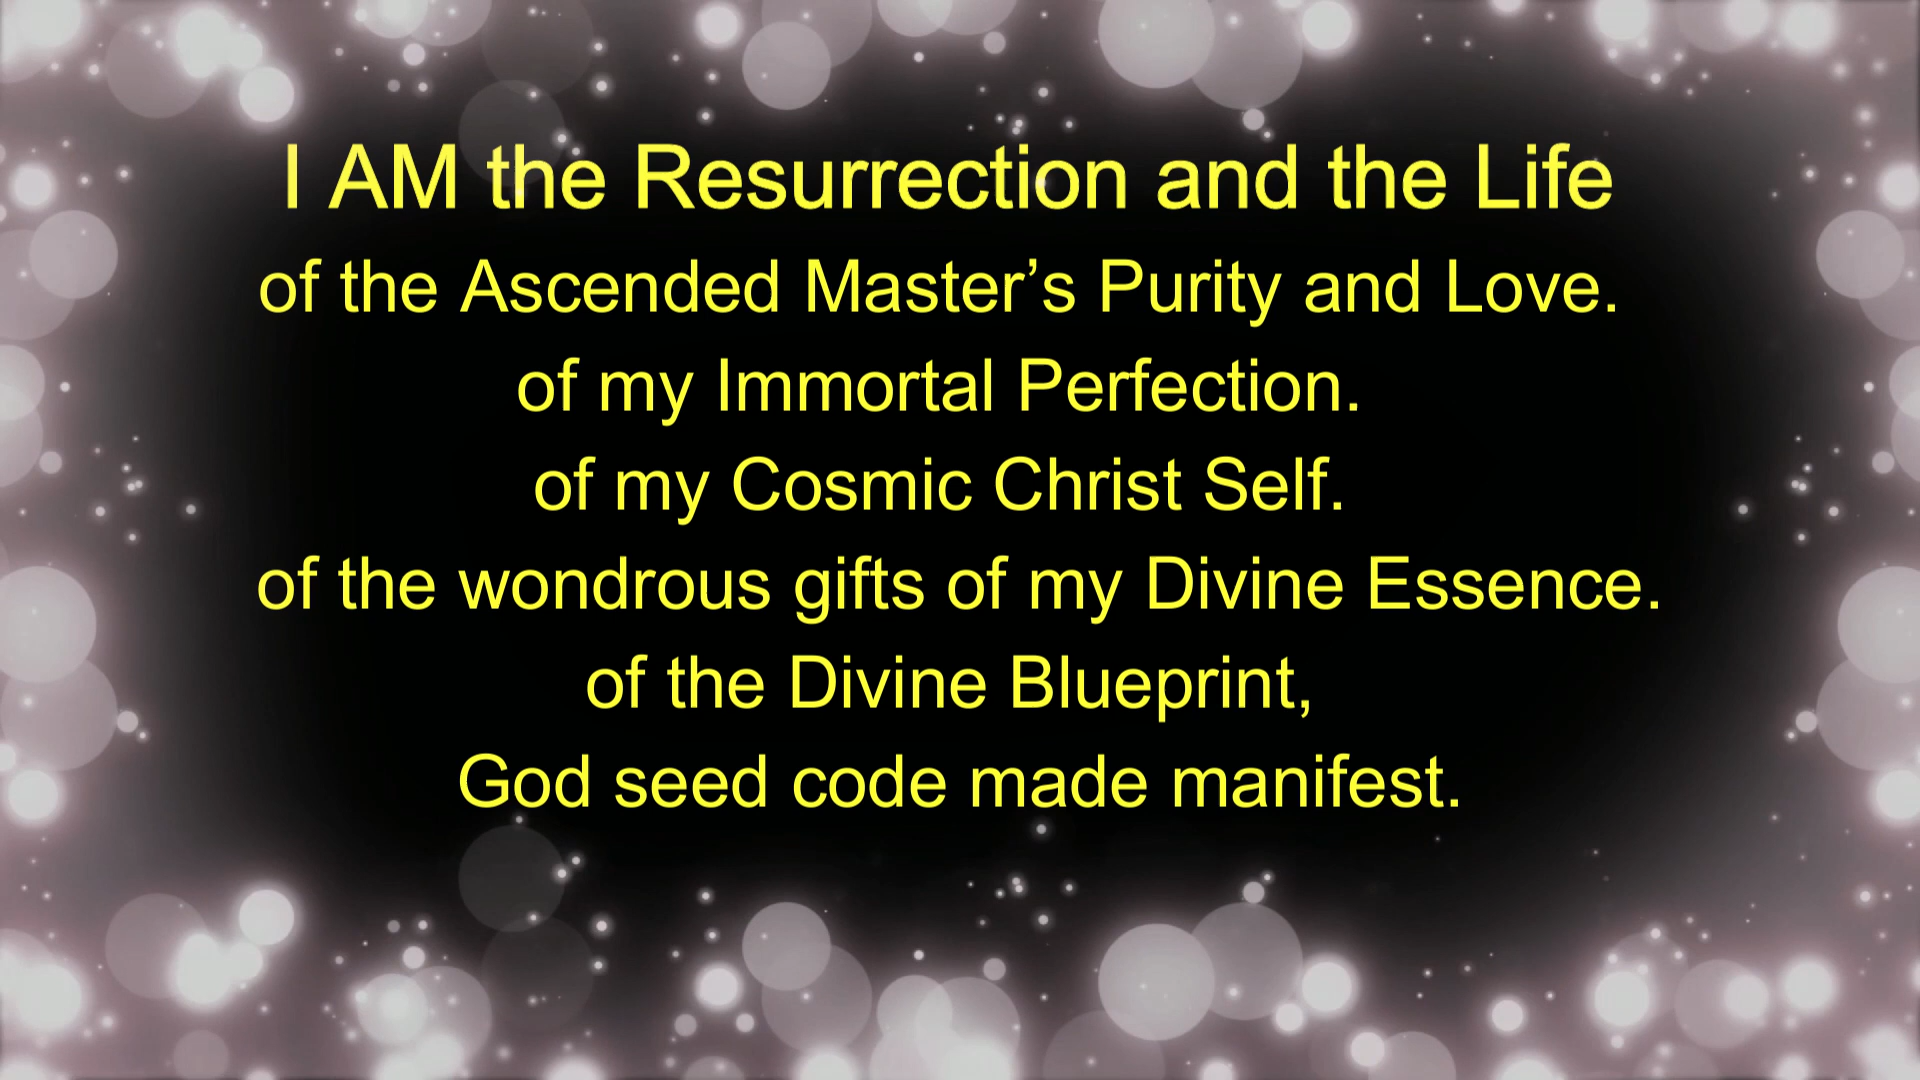 I AM the Resurrection and the Life
of the Ascended Master’s Purity and Love.
of my Immortal Perfection.
of my Cosmic Christ Self.
of the wondrous gifts of my Divine Essence.
of the Divine Blueprint,
God seed code made manifest.